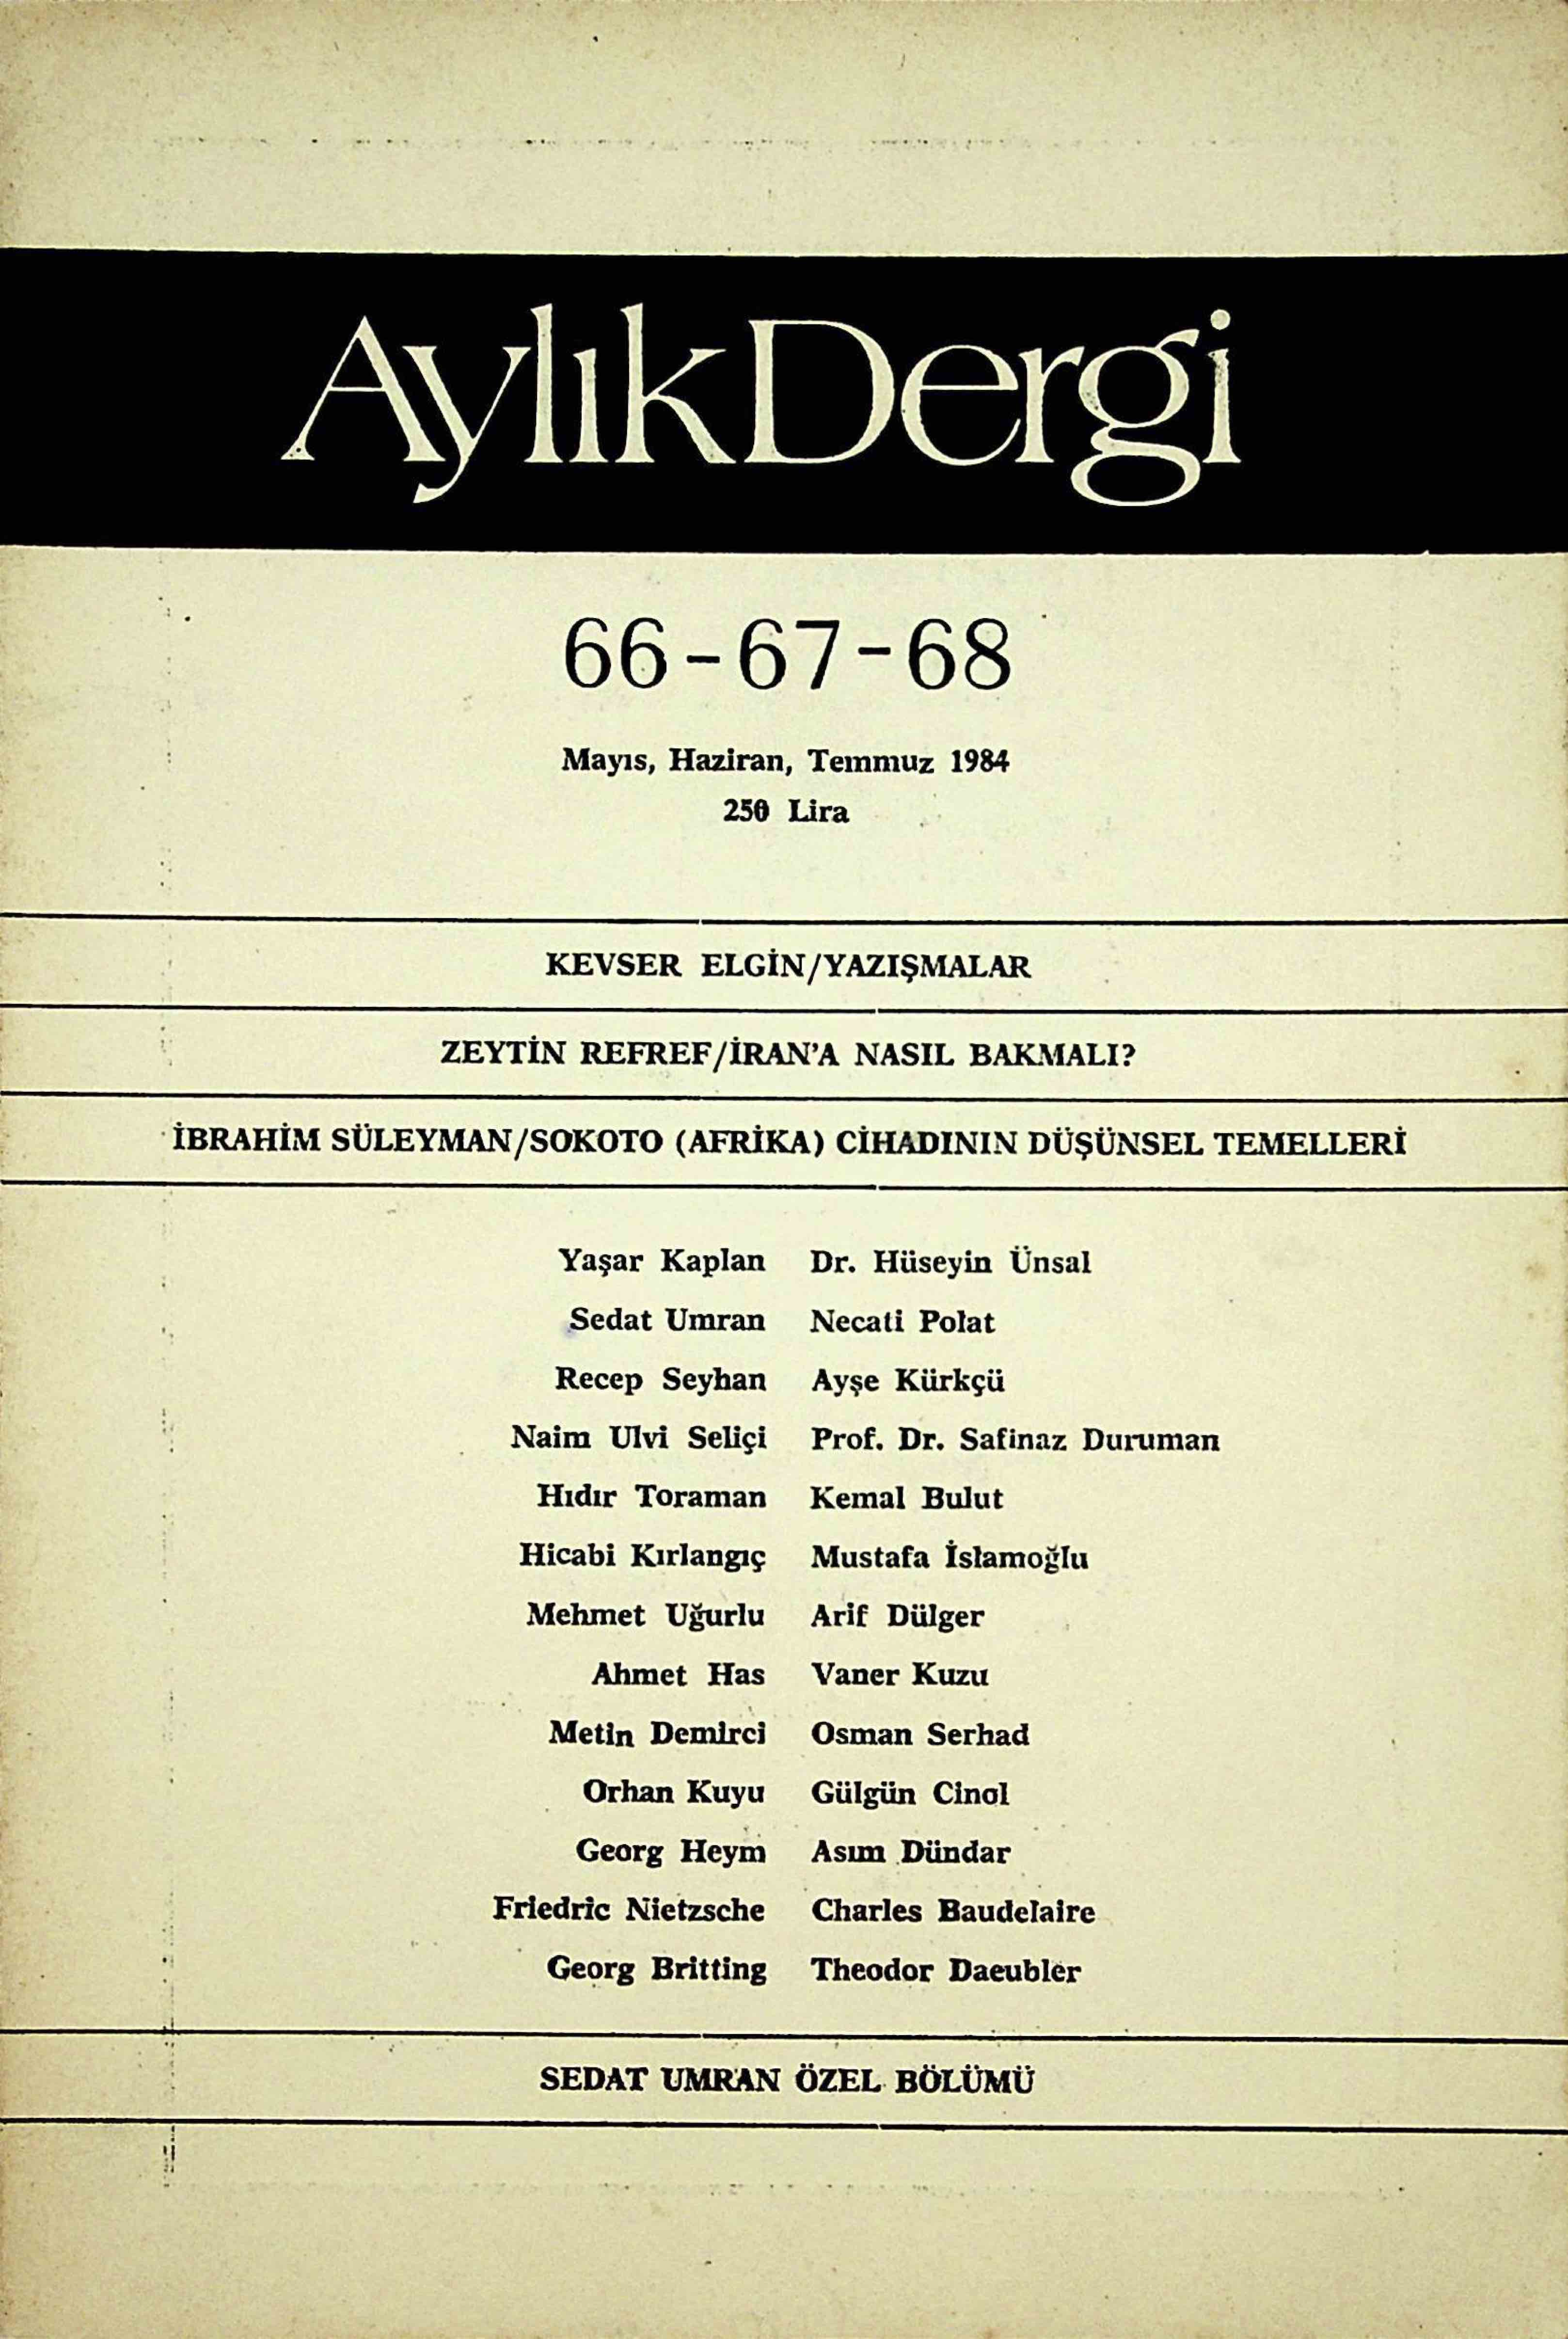 Aylık Dergi
66-67-68
Mayıs, Haziran, Temmuz 1984
250 Lira
KEVSER ELGİN/YAZIŞMALAR
ZEYTİN REFREF/İRAN'A NASIL BAKMALI?
İBRAHİM SÜLEYMAN/SOKOTO (AFRİKA) CİHADININ DÜŞÜNSEL TEMELLERİ
Yaşar Kaplan Dr. Hüseyin Ünsal
Sedat Umran Necati Polat
Recep Seyhan Ayşe Kürkçü
Naim Ulvi Seliçi Prof. Dr. Safinaz Duruman
Hıdır Toraman Kemal Bulut
Hicabi Kırlangıç Mustafa İslamoğlu
Mehmet Uğurlu Arif Dülger
Ahmet Has Vaner Kuzu
Metin Demirci Osman Serhad
Orhan Kuyu Gülgün Cinol
Georg Heym Asım Dündar
Friedric Nietzsche Charles Baudelaire
Georg Britting Theodor Daeubler
SEDAT UMRAN ÖZEL BÖLÜMÜ